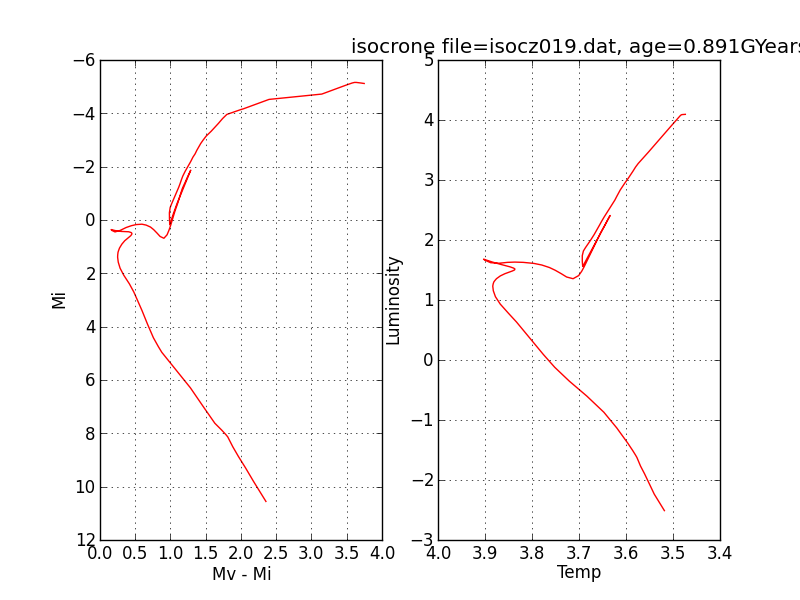 isocrone file=isocz019.dat, age=0.891GYears
−6
−4
−2
0
2
4
6
8
10
12
Mi
0.0 0.5 1.0 1.5 2.0 2.5 3.0 3.5 4.0
Mv - Mi
5
4
3
2
1
0
−1
−2
−3
Luminosity
4.0 3.9 3.8 3.7 3.6 3.5 3.4
Temp